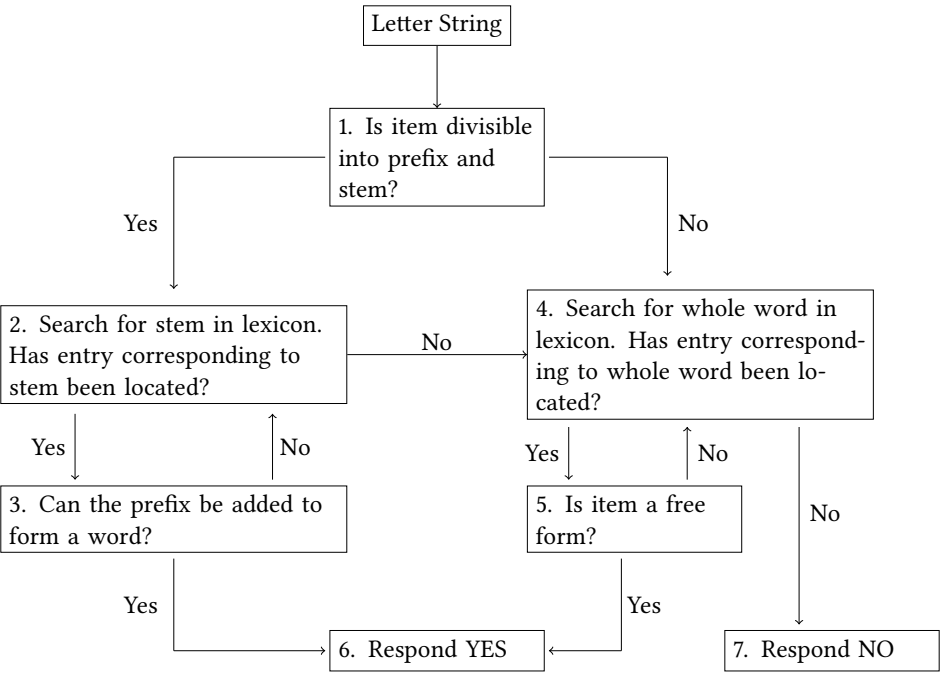 Letter String
1. Is item divisible
into prefix and
stem?
Yes
No
2. Search for stem in lexicon.
Has entry corresponding to
stem been located?
No
4. Search for whole word in
lexicon. Has entry correspond-
ing to whole word been lo-
cated?
Yes
No
Yes
No
No
3. Can the prefix be added to
form a word?
5. Is item a free
form?
Yes
Yes
6. Respond YES
7. Respond NO